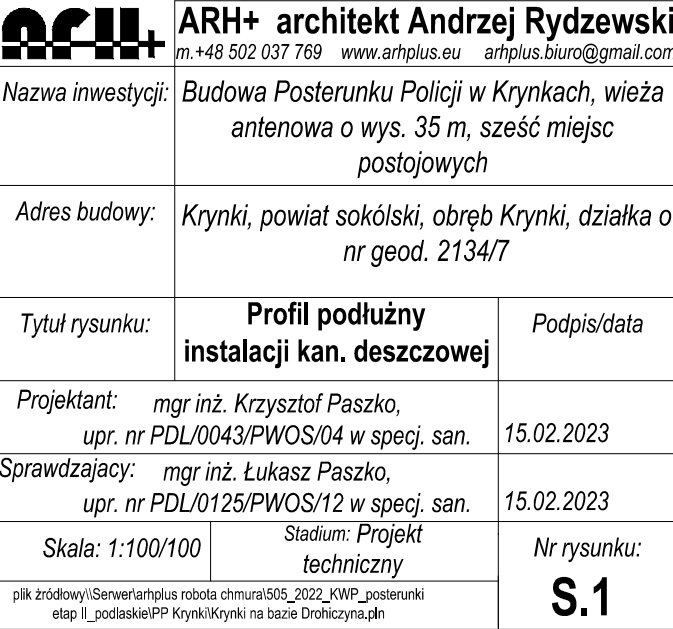 ARH+
ARH+ architekt Andrzej Rydzewski
m.+48 502 037 769 www.arhplus.eu arhplus.biuro@gmail.com
Nazwa inwestycji:
Budowa Posterunku Policji w Krynkach, wieża
antenowa o wys. 35 m, sześć miejsc
postojowych
Adres budowy:
Krynki, powiat sokólski, obręb Krynki, działka o
nr geod. 2134/7
Tytuł rysunku:
Profil podłużny
instalacji kan. deszczowej
Podpis/data
Projektant: mgr inż. Krzysztof Paszko,
upr. nr PDL/0043/PWOS/04 w specj. san.
15.02.2023
Sprawdzajacy: mgr inż. Łukasz Paszko,
upr. nr PDL/0125/PWOS/12 w specj. san.
15.02.2023
Skala: 1:100/100
Stadium: Projekt
techniczny
Nr rysunku:
S.1
plik źródłowy\\Serwer\arhplus robota chmura\505_2022_KWP_posterunki
etap II_podlaskie\PP Krynki\Krynki na bazie Drohiczyna.pln